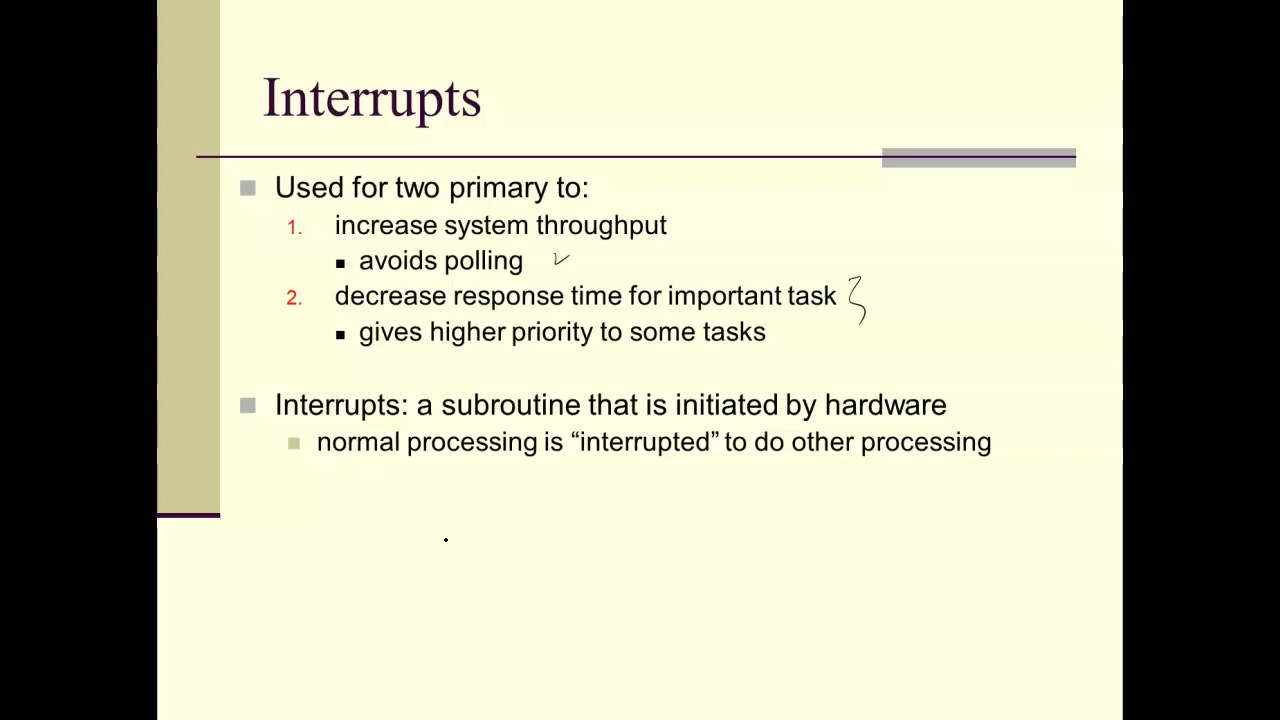 Interrupts
Used for two primary to:
1. increase system throughput
avoids polling
2. decrease response time for important task
gives higher priority to some tasks
Interrupts: a subroutine that is initiated by hardware
normal processing is “interrupted” to do other processing